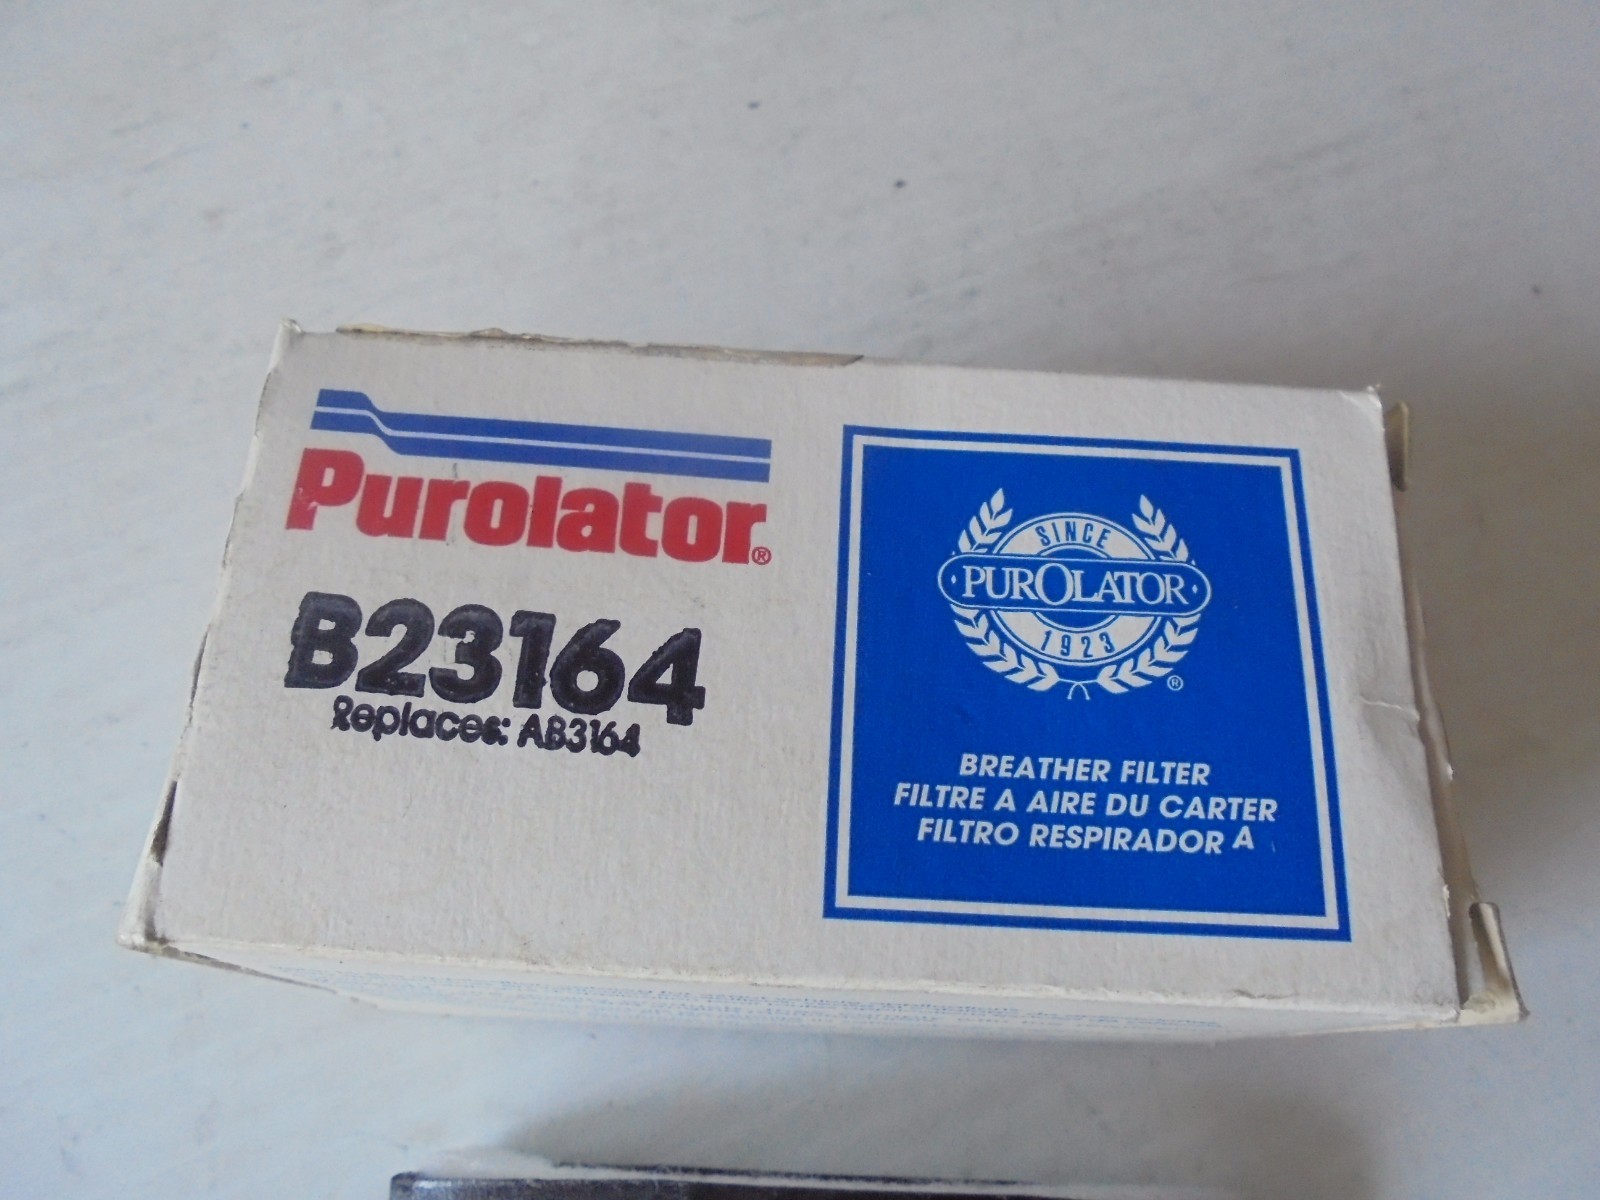 Purolator®
B23164
Replaces: AB3164
SINCE
PUROLATOR
1923
®
BREATHER FILTER
FILTRE A AIRE DU CARTER
FILTRO RESPIRADOR A